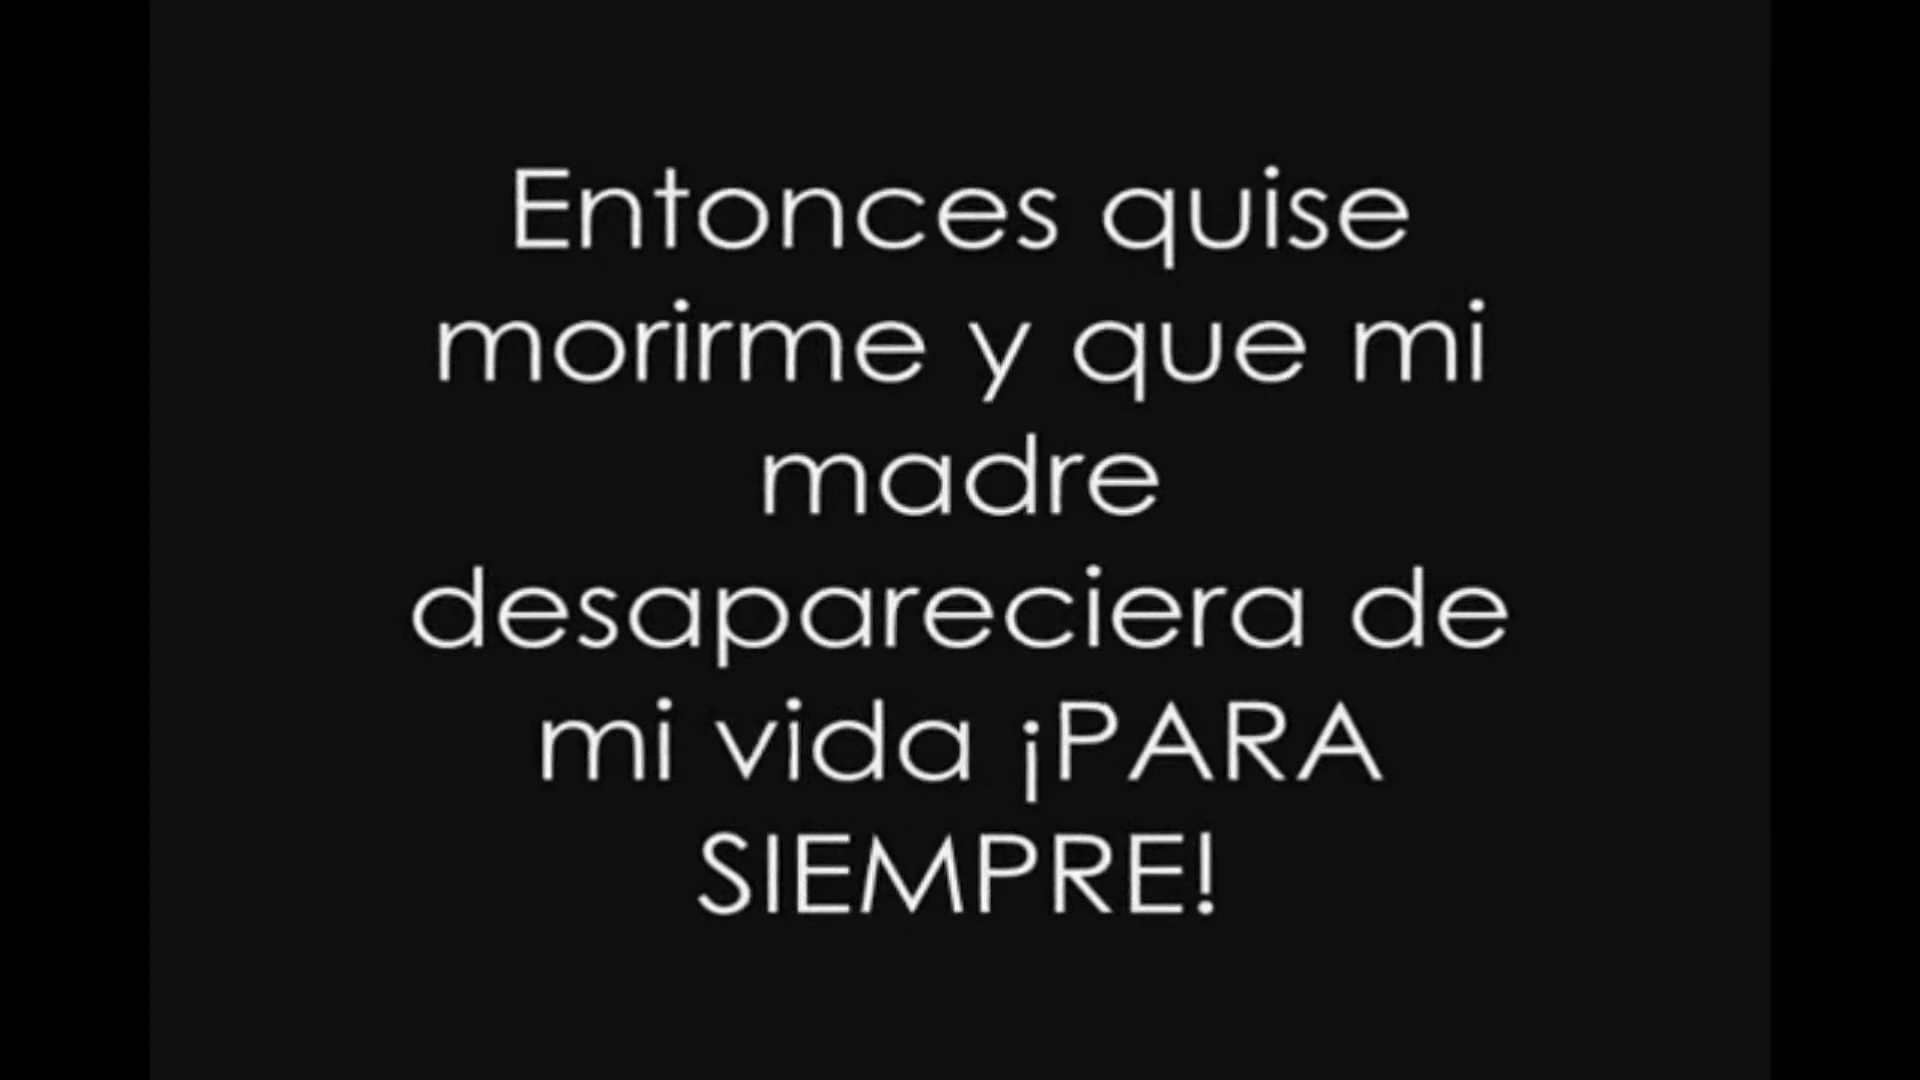 Entonces quise
morirme y que mi
madre
desapareciera de
mi vida ¡PARA
SIEMPRE!